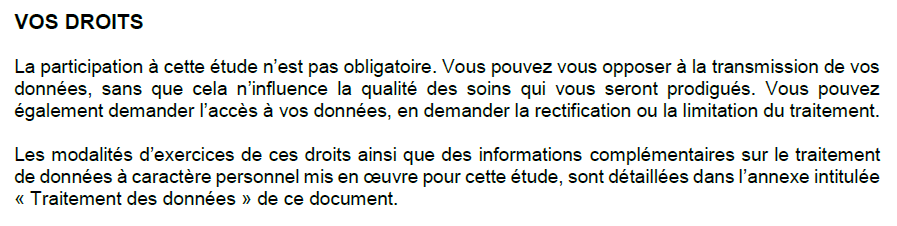 VOS DROITS
La participation à cette étude n’est pas obligatoire. Vous pouvez vous opposer à la transmission de vos
données, sans que cela n’influence la qualité des soins qui vous seront prodigués. Vous pouvez
également demander l’accès à vos données, en demander la rectification ou la limitation du traitement.
Les modalités d’exercices de ces droits ainsi que des informations complémentaires sur le traitement
de données à caractère personnel mis en œuvre pour cette étude, sont détaillées dans l’annexe intitulée
« Traitement des données » de ce document.